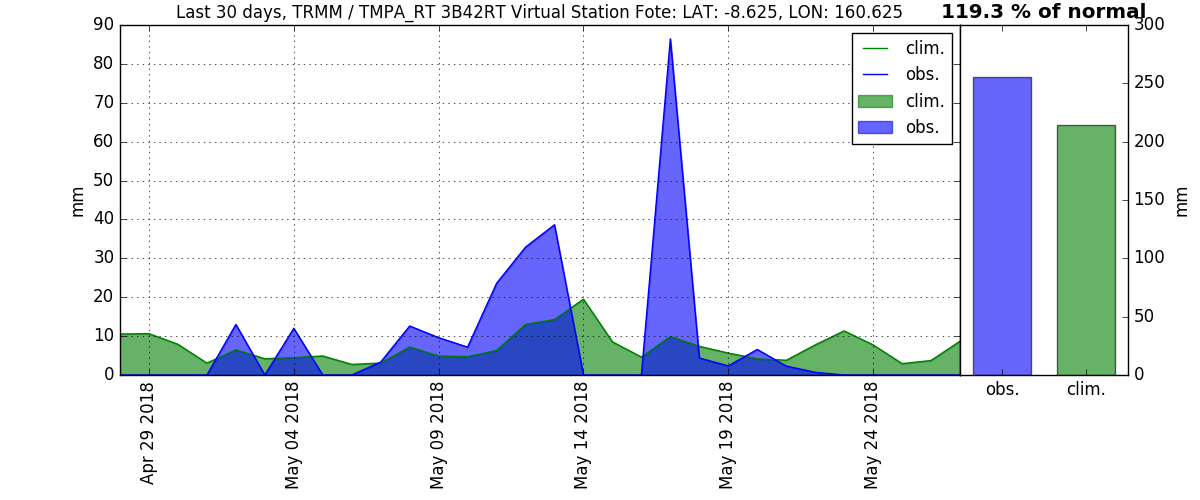 Last 30 days, TRMM / TMPA_RT 3B42RT Virtual Station Fote: LAT: -8.625, LON: 160.625
119.3 % of normal
90
80
70
60
50
40
30
20
10
0
mm
clim.
obs.
clim.
obs.
Apr 29 2018
May 04 2018
May 09 2018
May 14 2018
May 19 2018
May 24 2018
300
250
200
150
100
50
0
mm
obs.
clim.